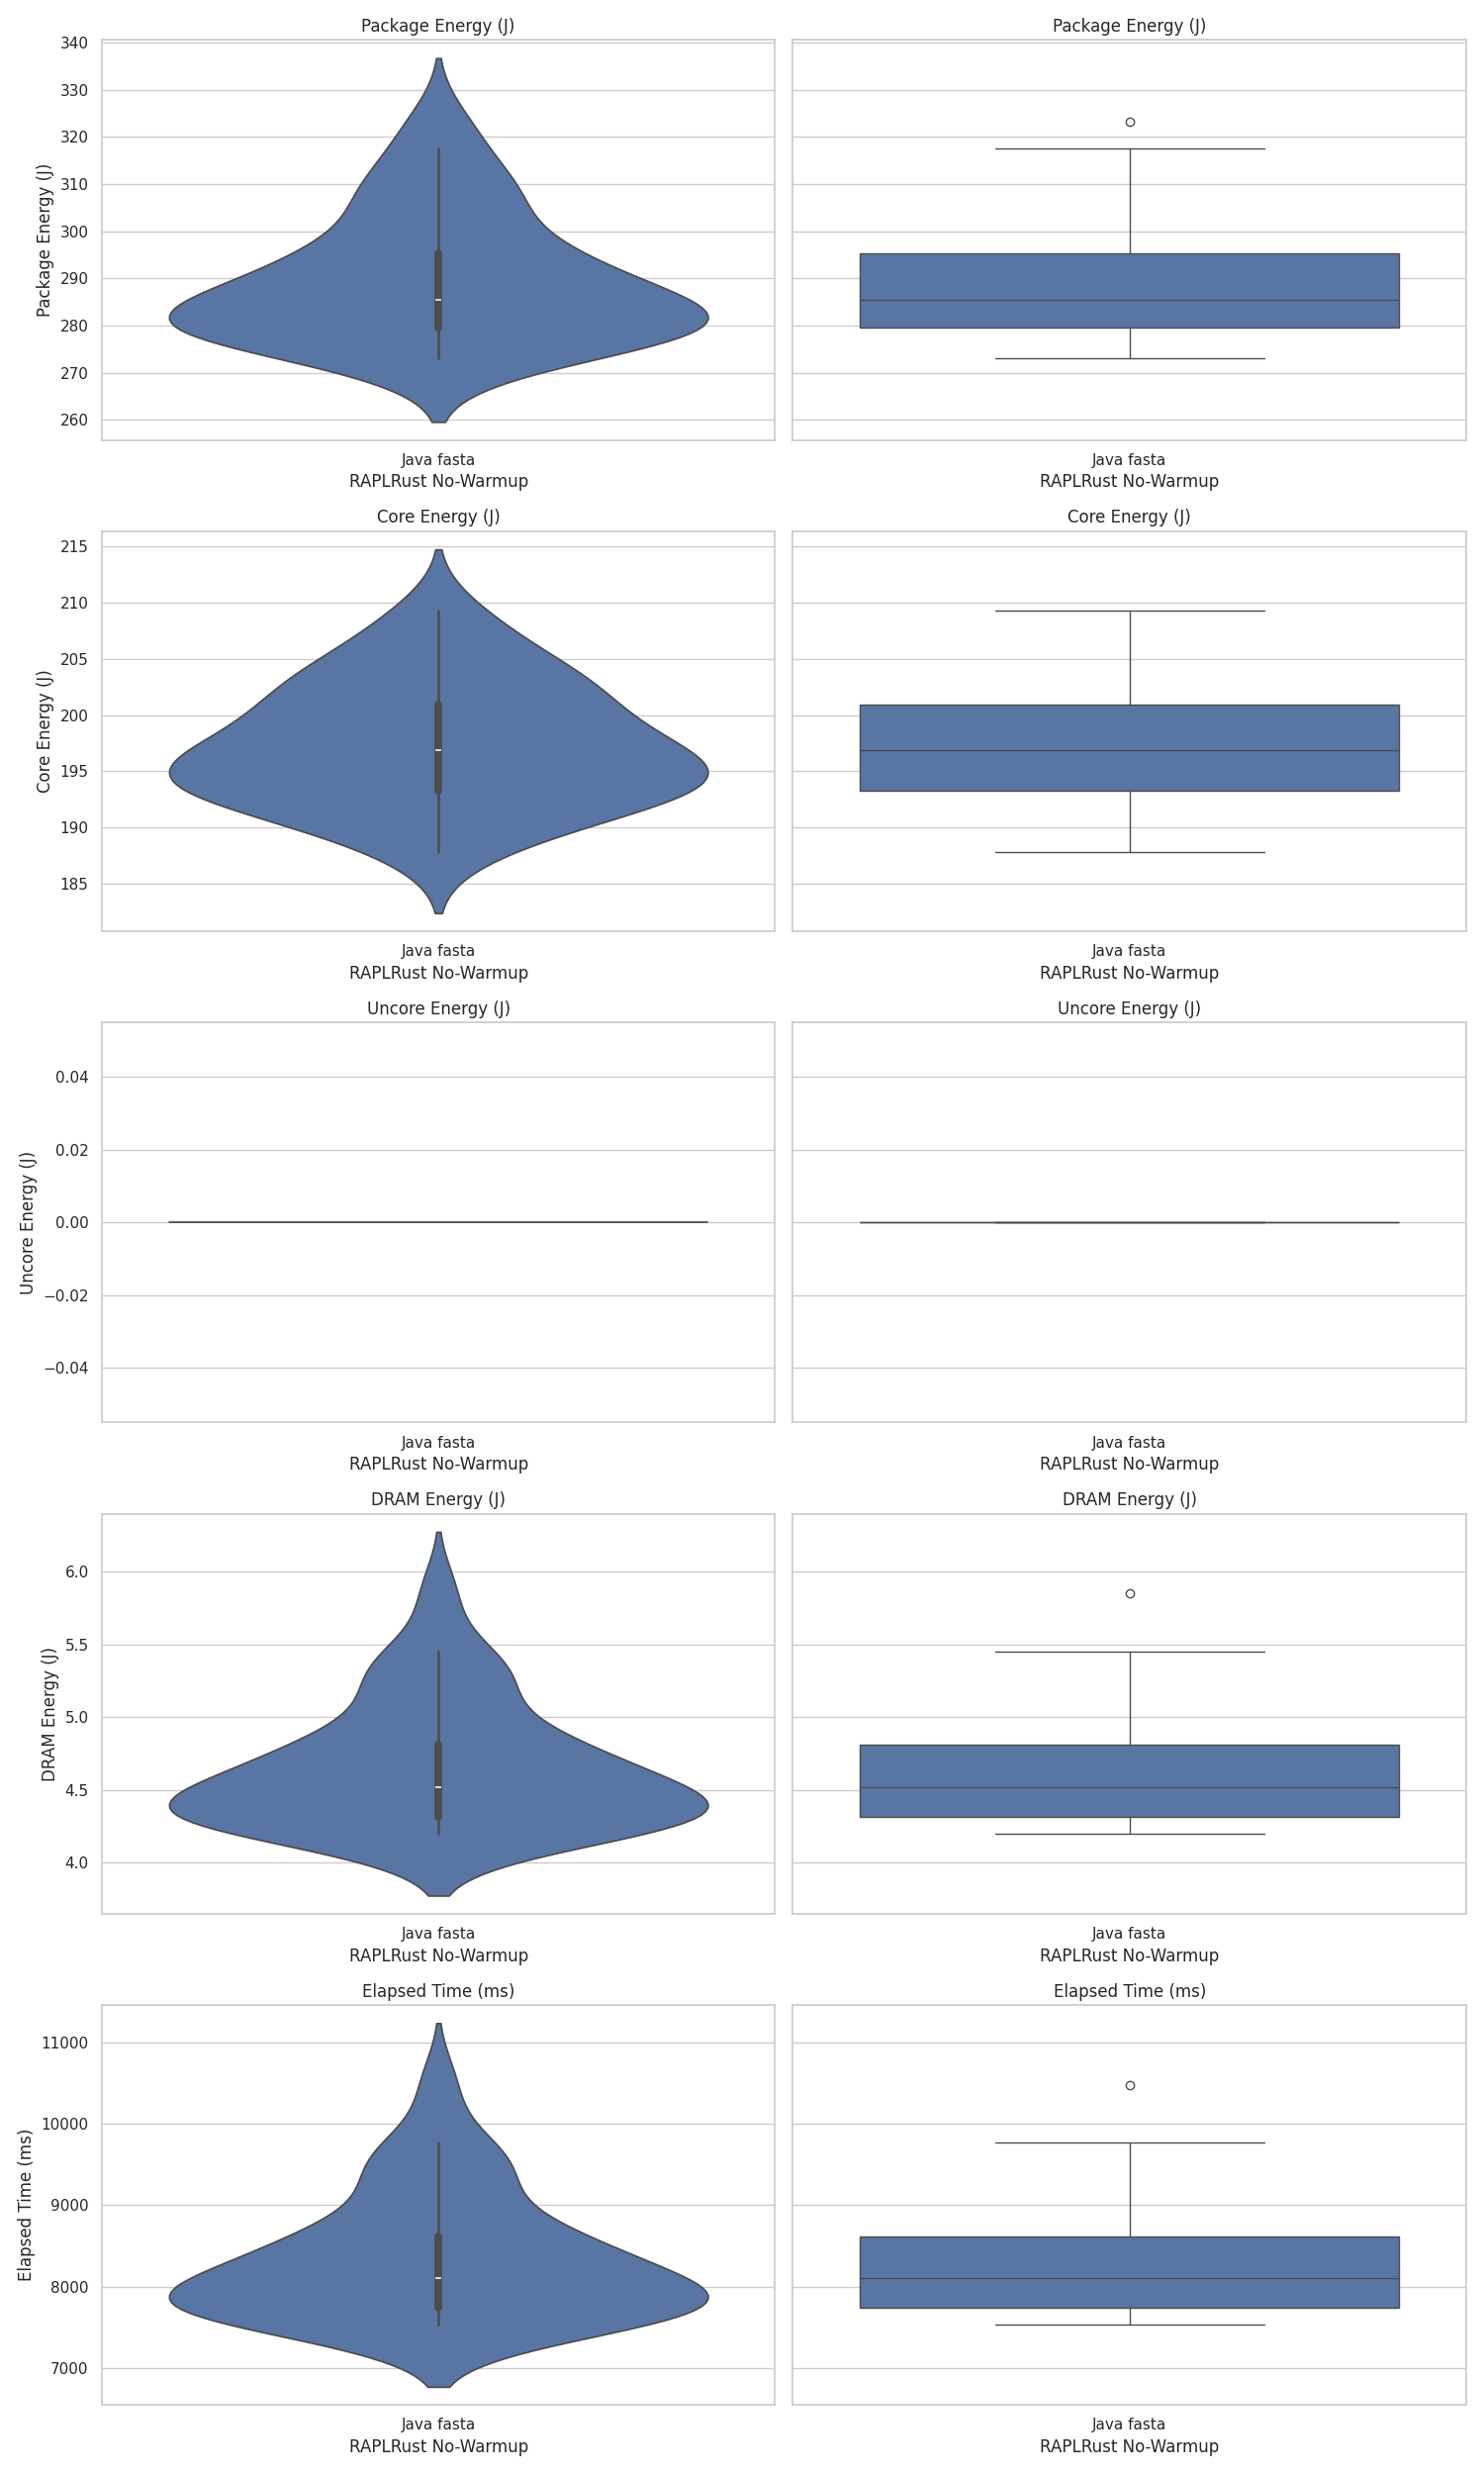 Package Energy (J)
Package Energy (J)
340
330
320
310
300
290
280
270
260
Package Energy (J)
Java fasta
Java fasta
RAPLRust No-Warmup
RAPLRust No-Warmup
Core Energy (J)
Core Energy (J)
215
210
205
200
195
190
185
Core Energy (J)
Java fasta
Java fasta
RAPLRust No-Warmup
RAPLRust No-Warmup
Uncore Energy (J)
Uncore Energy (J)
0.04
0.02
0.00
−0.02
−0.04
Uncore Energy (J)
Java fasta
Java fasta
RAPLRust No-Warmup
RAPLRust No-Warmup
DRAM Energy (J)
DRAM Energy (J)
6.0
5.5
5.0
4.5
4.0
DRAM Energy (J)
Java fasta
Java fasta
RAPLRust No-Warmup
RAPLRust No-Warmup
Elapsed Time (ms)
Elapsed Time (ms)
11000
10000
9000
8000
7000
Elapsed Time (ms)
Java fasta
Java fasta
RAPLRust No-Warmup
RAPLRust No-Warmup